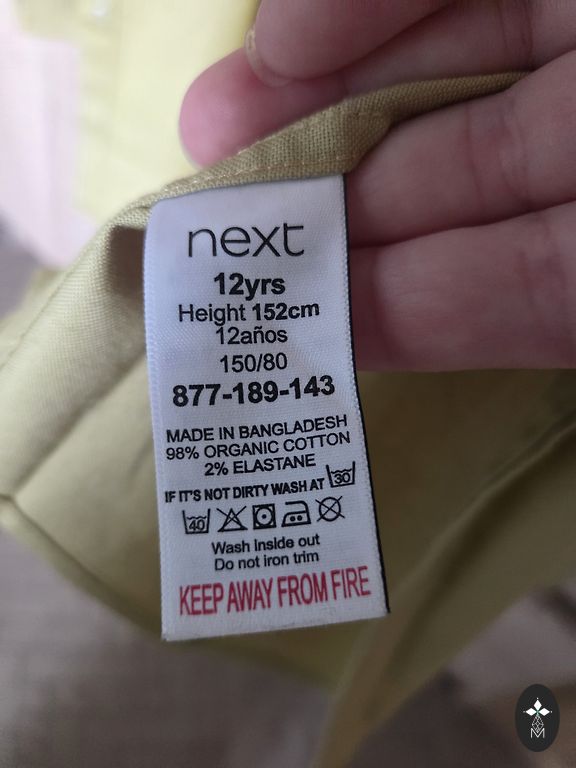 next
12yrs
Height 152cm
12años
150/80
877-189-143
MADE IN BANGLADESH
98% ORGANIC COTTON
2% ELASTANE
IF IT'S NOT DIRTY WASH AT 30
40
Wash inside out
Do not iron trim
KEEP AWAY FROM FIRE
M